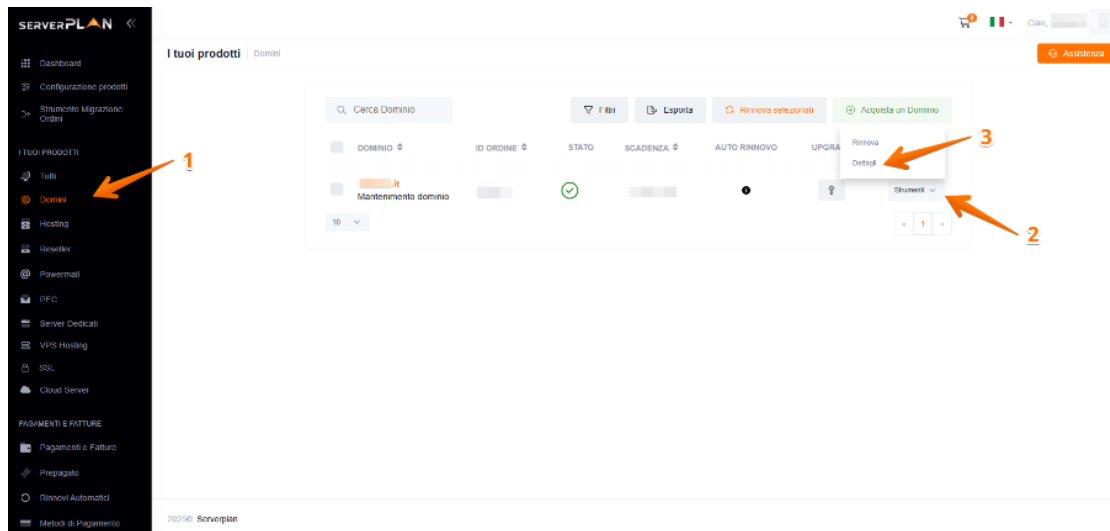 SERVERPLAN
Dashboard
Configurazione prodotti
Strumento Migrazione
Ordini
I TUOI PRODOTTI
Tutti
Domini
Hosting
Reseller
Powermail
PEC
Server Dedicati
VPS Hosting
SSL
Cloud Server
PAGAMENTI E FATTURE
Pagamenti e Fatture
Prepagato
Rinnovi Automatici
Metodi di Pagamento
0
Ciao,
I tuoi prodotti Domini
Assistenza
Cerca Dominio
Filtri
Esporta
Rinnova selezionati
Acquista un Dominio
DOMINIO
ID ORDINE
STATO
SCADENZA
AUTO RINNOVO
UPGRA
Rinnova
Dettagli
.it
Mantenimento dominio
Strumenti
10
« 1 »
1
2
3
2025© Serverplan